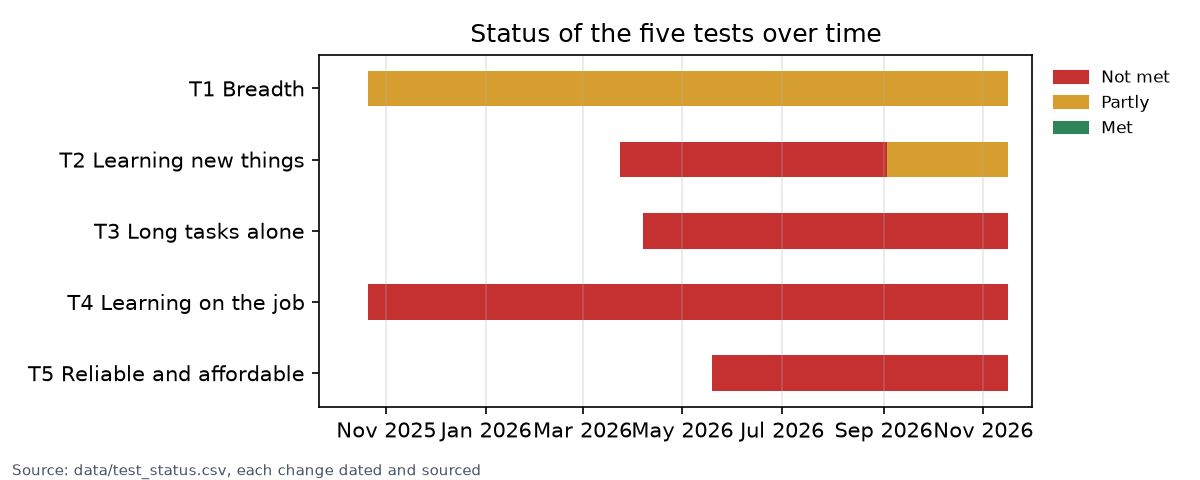 Status of the five tests over time
T1 Breadth
T2 Learning new things
T3 Long tasks alone
T4 Learning on the job
T5 Reliable and affordable
Nov 2025 Jan 2026 Mar 2026 May 2026 Jul 2026 Sep 2026 Nov 2026
Not met
Partly
Met
Source: data/test_status.csv, each change dated and sourced